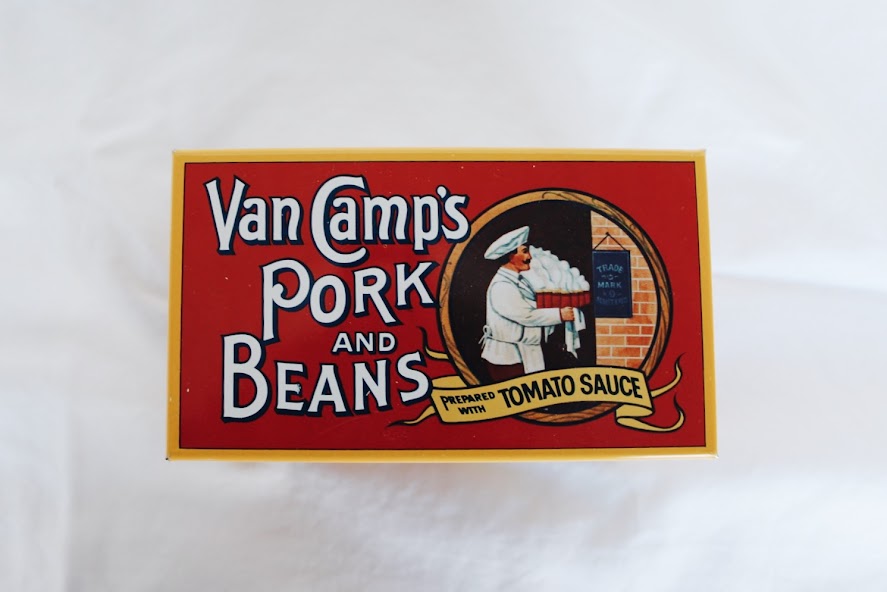 Van Camp's
PORK
AND
BEANS
PREPARED
WITH
TOMATO SAUCE
TRADE
MARK